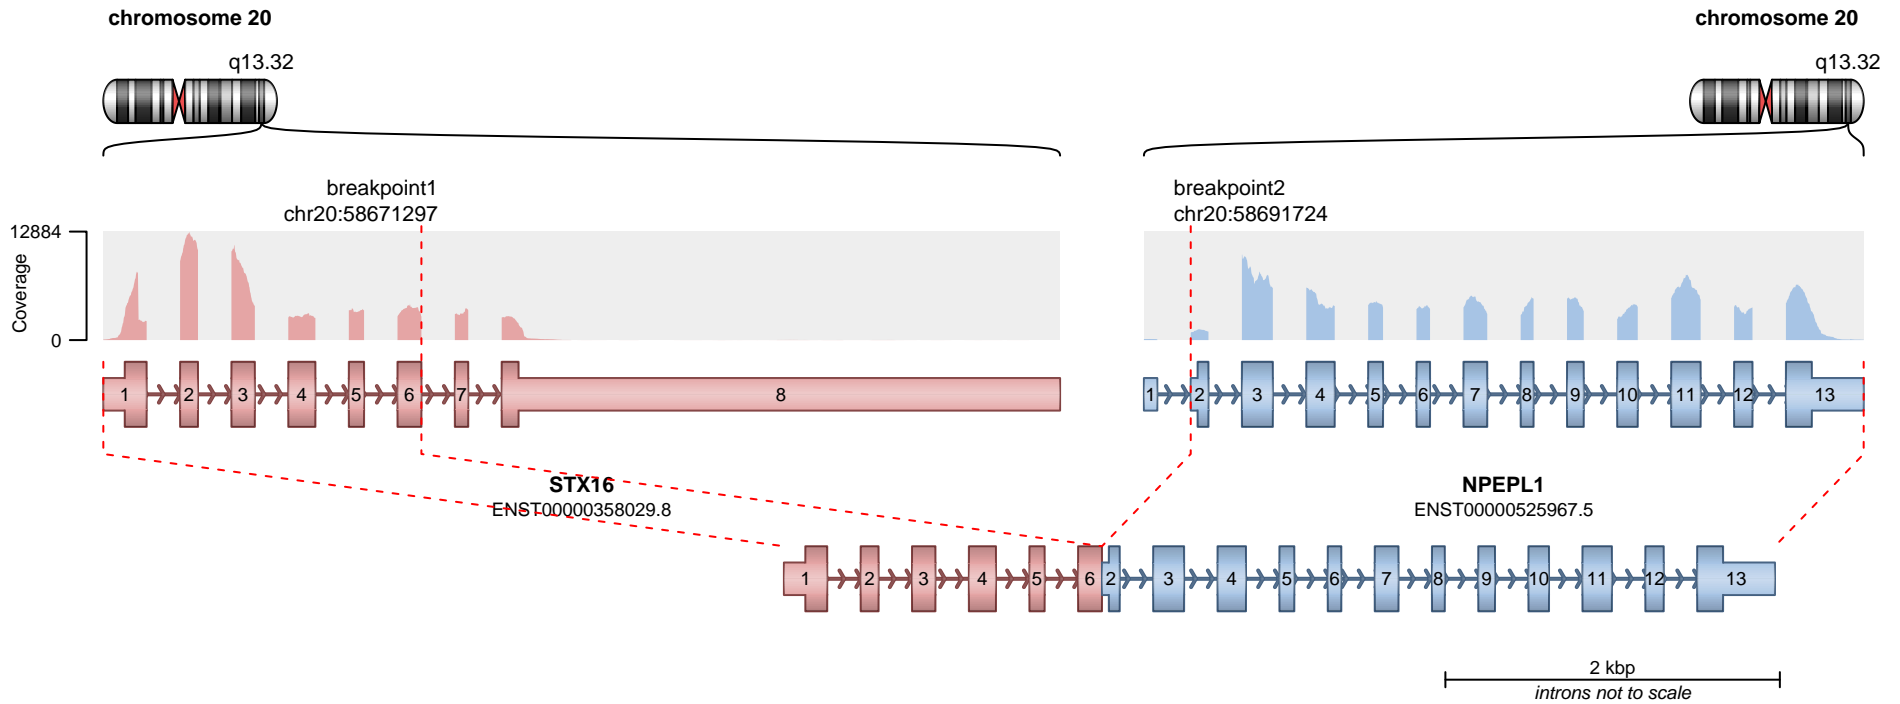 chromosome 20
chromosome 20
q13.32
q13.32
breakpoint1
chr20:58671297
breakpoint2
chr20:58691724
12884
Coverage
0
1 2 3 4 5 6 7 8
1 2 3 4 5 6 7 8 9 10 11 12 13
STX16
ENST00000358029.8
NPEPL1
ENST00000525967.5
1 2 3 4 5 6 2 3 4 5 6 7 8 9 10 11 12 13
2 kbp
introns not to scale